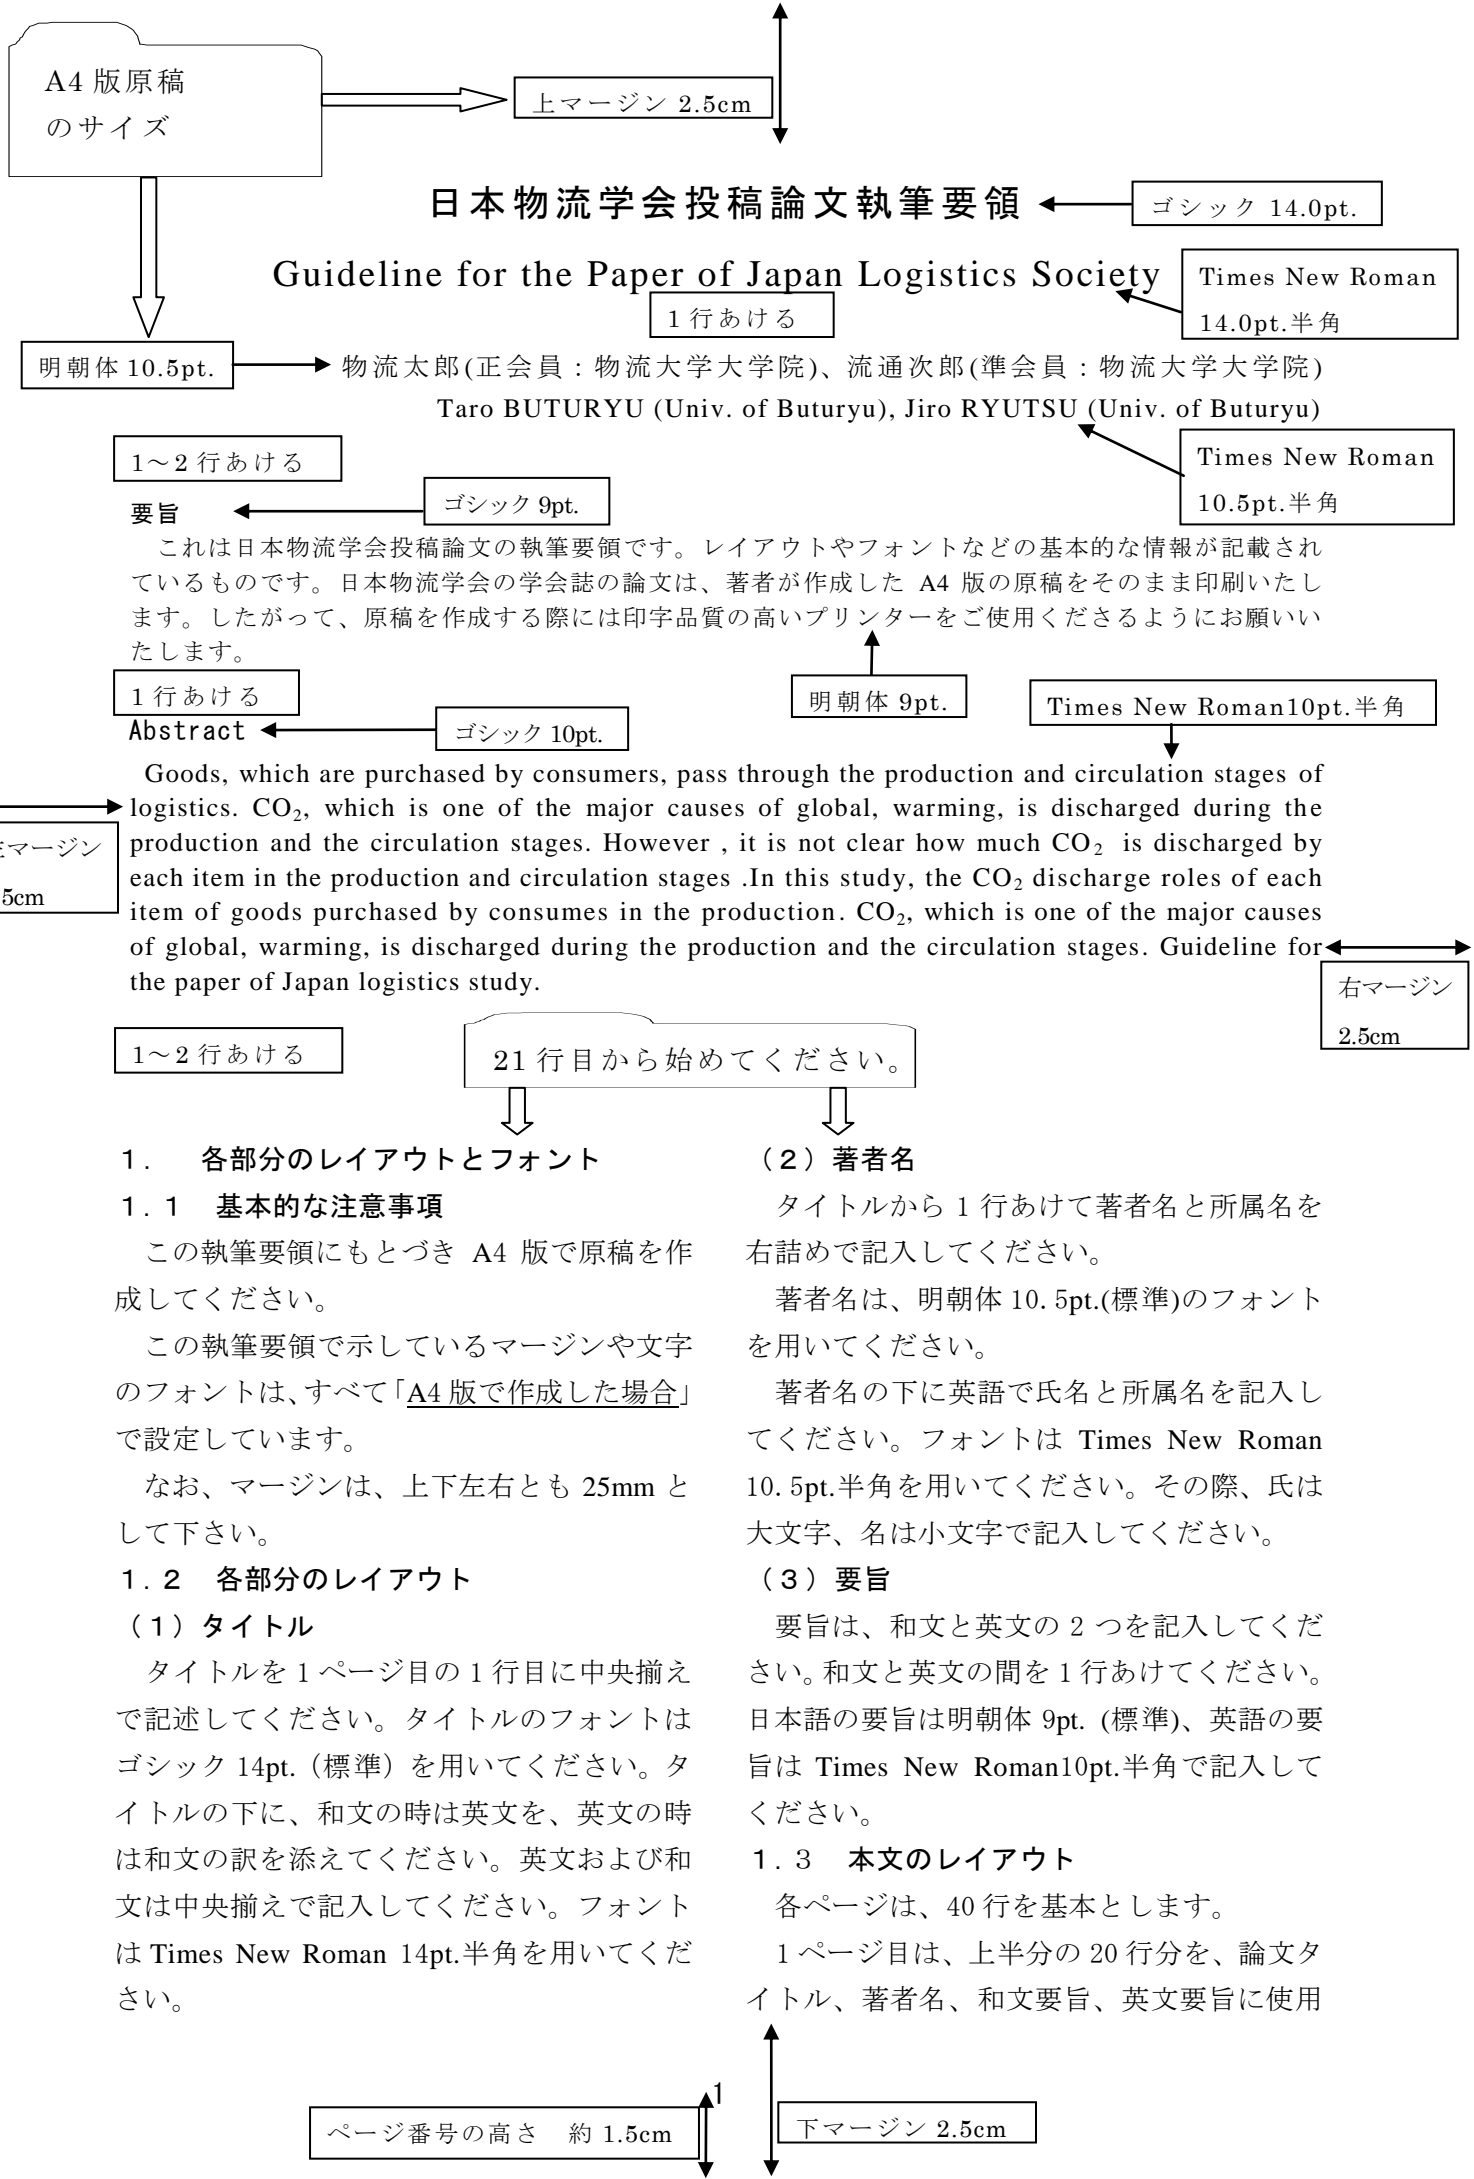 A4 版原稿
のサイズ
上マージン 2.5cm
日本物流学会投稿論文執筆要領
ゴシック 14.0pt.
Guideline for the Paper of Japan Logistics Society
Times New Roman
14.0pt.半角
1 行あける
明朝体 10.5pt.
物流太郎(正会員：物流大学大学院)、流通次郎(準会員：物流大学大学院)
Taro BUTURYU (Univ. of Buturyu), Jiro RYUTSU (Univ. of Buturyu)
1～2 行あける
Times New Roman
10.5pt.半角
要旨
ゴシック 9pt.
これは日本物流学会投稿論文の執筆要領です。レイアウトやフォントなどの基本的な情報が記載され
ているものです。日本物流学会の学会誌の論文は、著者が作成した A4 版の原稿をそのまま印刷いたし
ます。したがって、原稿を作成する際には印字品質の高いプリンターをご使用くださるようにお願いい
たします。
1 行あける
明朝体 9pt.
Times New Roman10pt.半角
Abstract
ゴシック 10pt.
Goods, which are purchased by consumers, pass through the production and circulation stages of
logistics. CO₂, which is one of the major causes of global, warming, is discharged during the
production and the circulation stages. However , it is not clear how much CO₂ is discharged by
each item in the production and circulation stages .In this study, the CO₂ discharge roles of each
item of goods purchased by consumes in the production. CO₂, which is one of the major causes
of global, warming, is discharged during the production and the circulation stages. Guideline for
the paper of Japan logistics study.
マージン
5cm
右マージン
2.5cm
1～2 行あける
21 行目から始めてください。
１．　各部分のレイアウトとフォント
１．１　基本的な注意事項
この執筆要領にもとづき A4 版で原稿を作
成してください。
この執筆要領で示しているマージンや文字
のフォントは、すべて「A4 版で作成した場合」
で設定しています。
なお、マージンは、上下左右とも 25mm と
して下さい。
１．２　各部分のレイアウト
（１）タイトル
タイトルを 1 ページ目の 1 行目に中央揃え
で記述してください。タイトルのフォントは
ゴシック 14pt.（標準）を用いてください。タ
イトルの下に、和文の時は英文を、英文の時
は和文の訳を添えてください。英文および和
文は中央揃えで記入してください。フォント
は Times New Roman 14pt.半角を用いてくだ
さい。
（２）著者名
タイトルから 1 行あけて著者名と所属名を
右詰めで記入してください。
著者名は、明朝体 10.5pt.(標準)のフォント
を用いてください。
著者名の下に英語で氏名と所属名を記入し
てください。フォントは Times New Roman
10.5pt.半角を用いてください。その際、氏は
大文字、名は小文字で記入してください。
（３）要旨
要旨は、和文と英文の 2 つを記入してくだ
さい。和文と英文の間を 1 行あけてください。
日本語の要旨は明朝体 9pt. (標準)、英語の要
旨は Times New Roman10pt.半角で記入して
ください。
１．３　本文のレイアウト
各ページは、40 行を基本とします。
1 ページ目は、上半分の 20 行分を、論文タ
イトル、著者名、和文要旨、英文要旨に使用
1
ページ番号の高さ　約 1.5cm
下マージン 2.5cm